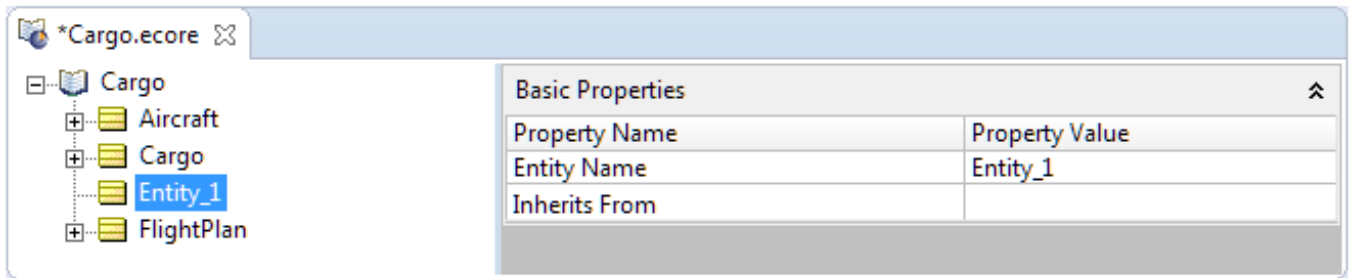 *Cargo.ecore
Cargo
Aircraft
Cargo
Entity_1
FlightPlan
Basic Properties
Property Name Property Value
Entity Name Entity_1
Inherits From